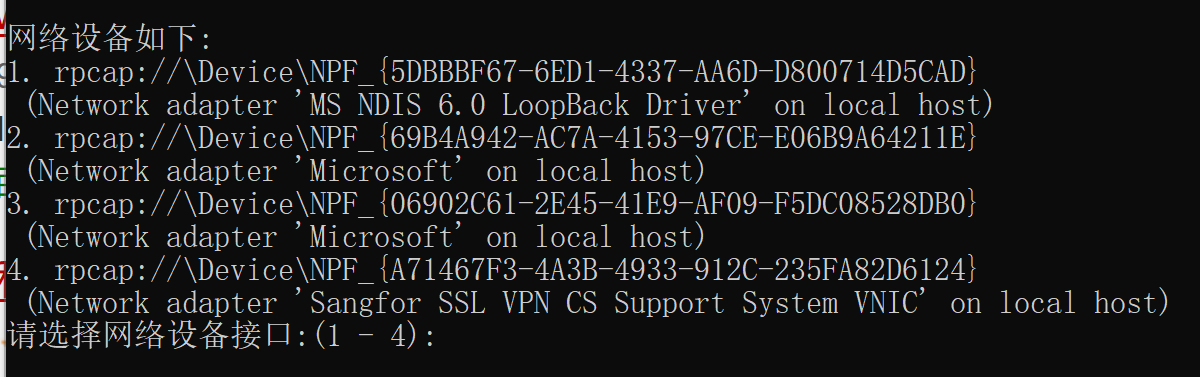 网络设备如下:
1. rpcap://\Device\NPF_{5DBBBF67-6ED1-4337-AA6D-D800714D5CAD}
(Network adapter 'MS NDIS 6.0 LoopBack Driver' on local host)
2. rpcap://\Device\NPF_{69B4A942-AC7A-4153-97CE-E06B9A64211E}
(Network adapter 'Microsoft' on local host)
3. rpcap://\Device\NPF_{06902C61-2E45-41E9-AF09-F5DC08528DB0}
(Network adapter 'Microsoft' on local host)
4. rpcap://\Device\NPF_{A71467F3-4A3B-4933-912C-235FA82D6124}
(Network adapter 'Sangfor SSL VPN CS Support System VNIC' on local host)
请选择网络设备接口:(1 - 4):